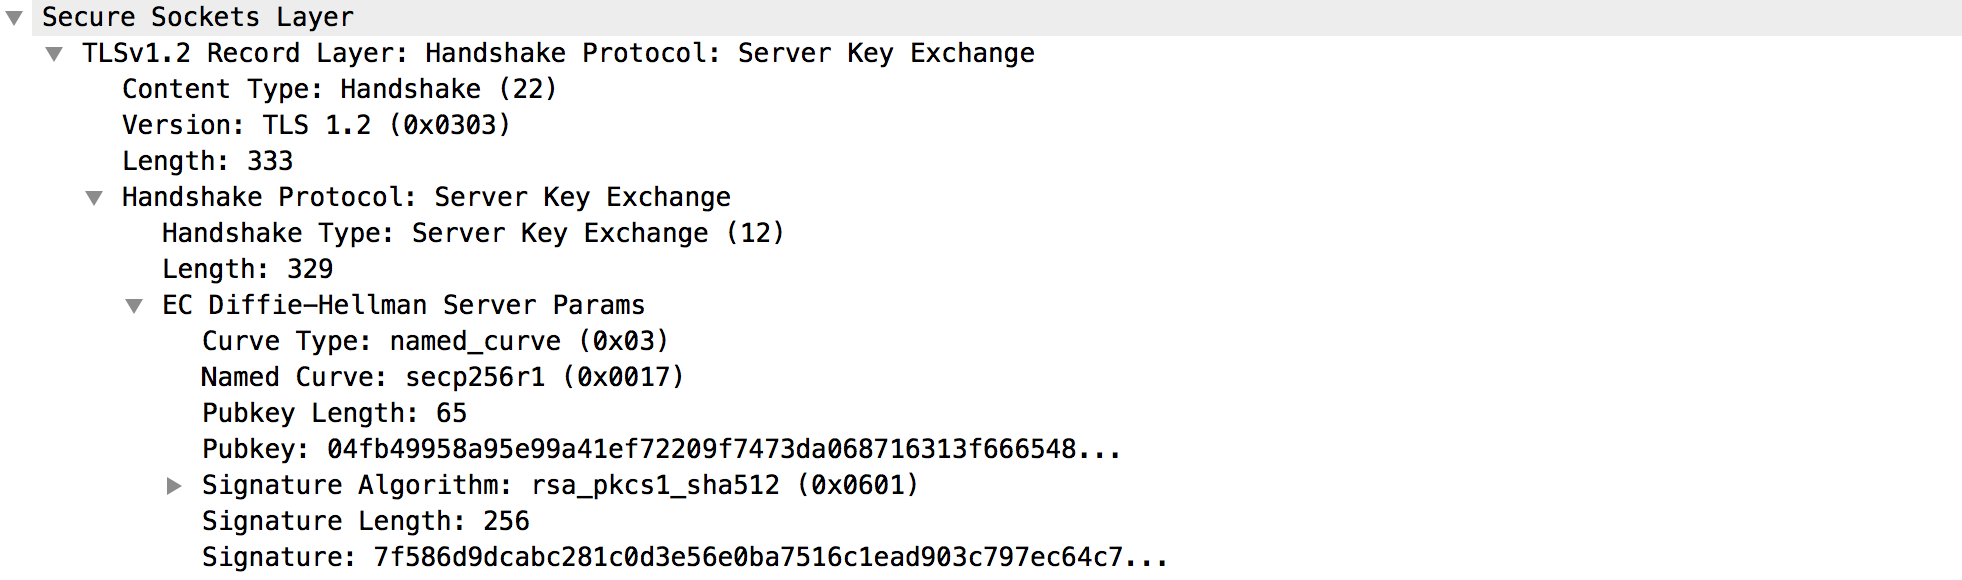 Secure Sockets Layer
TLSv1.2 Record Layer: Handshake Protocol: Server Key Exchange
Content Type: Handshake (22)
Version: TLS 1.2 (0x0303)
Length: 333
Handshake Protocol: Server Key Exchange
Handshake Type: Server Key Exchange (12)
Length: 329
EC Diffie–Hellman Server Params
Curve Type: named_curve (0x03)
Named Curve: secp256r1 (0x0017)
Pubkey Length: 65
Pubkey: 04fb49958a95e99a41ef72209f7473da068716313f666548...
Signature Algorithm: rsa_pkcs1_sha512 (0x0601)
Signature Length: 256
Signature: 7f586d9dcabc281c0d3e56e0ba7516c1ead903c797ec64c7...